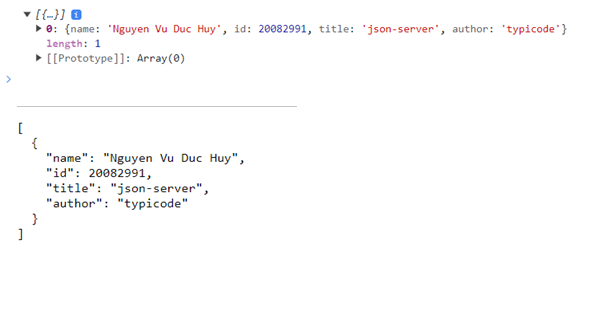 ▼ [{…}] i
▶ 0: {name: 'Nguyen Vu Duc Huy', id: 20082991, title: 'json-server', author: 'typicode'}
length: 1
▶ [[Prototype]]: Array(0)
>
[
  {
    "name": "Nguyen Vu Duc Huy",
    "id": 20082991,
    "title": "json-server",
    "author": "typicode"
  }
]